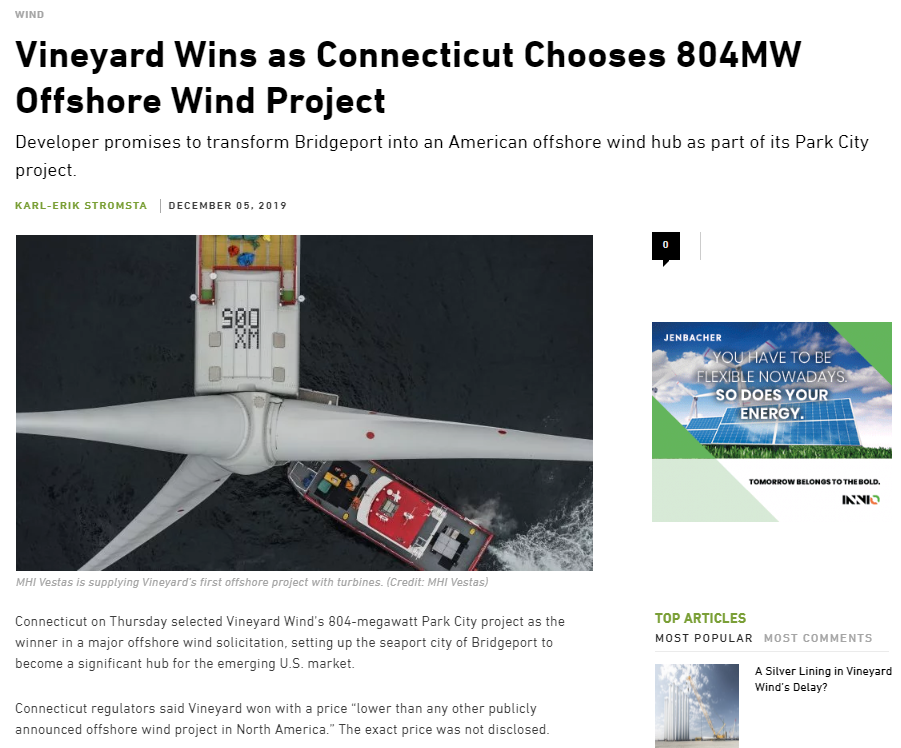 WIND
Vineyard Wins as Connecticut Chooses 804MW
Offshore Wind Project
Developer promises to transform Bridgeport into an American offshore wind hub as part of its Park City
project.
KARL-ERIK STROMSTA | DECEMBER 05, 2019
0
JENBACHER
YOU HAVE TO BE
FLEXIBLE NOWADAYS.
SO DOES YOUR
ENERGY.
TOMORROW BELONGS TO THE BOLD.
INNIO
MHI Vestas is supplying Vineyard's first offshore project with turbines. (Credit: MHI Vestas)
Connecticut on Thursday selected Vineyard Wind's 804-megawatt Park City project as the
winner in a major offshore wind solicitation, setting up the seaport city of Bridgeport to
become a significant hub for the emerging U.S. market.
Connecticut regulators said Vineyard won with a price “lower than any other publicly
announced offshore wind project in North America.” The exact price was not disclosed.
TOP ARTICLES
MOST POPULAR MOST COMMENTS
A Silver Lining in Vineyard
Wind's Delay?